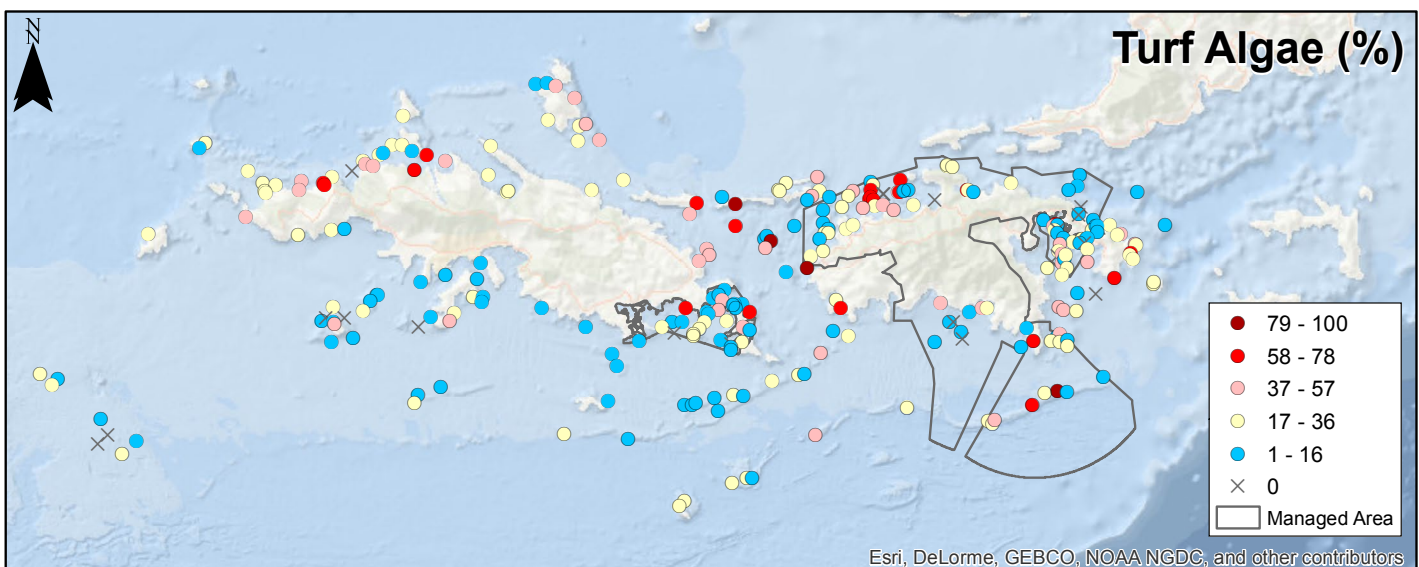 N
Turf Algae (%)
79 - 100
58 - 78
37 - 57
17 - 36
1 - 16
0
Managed Area
Esri, DeLorme, GEBCO, NOAA NGDC, and other contributors